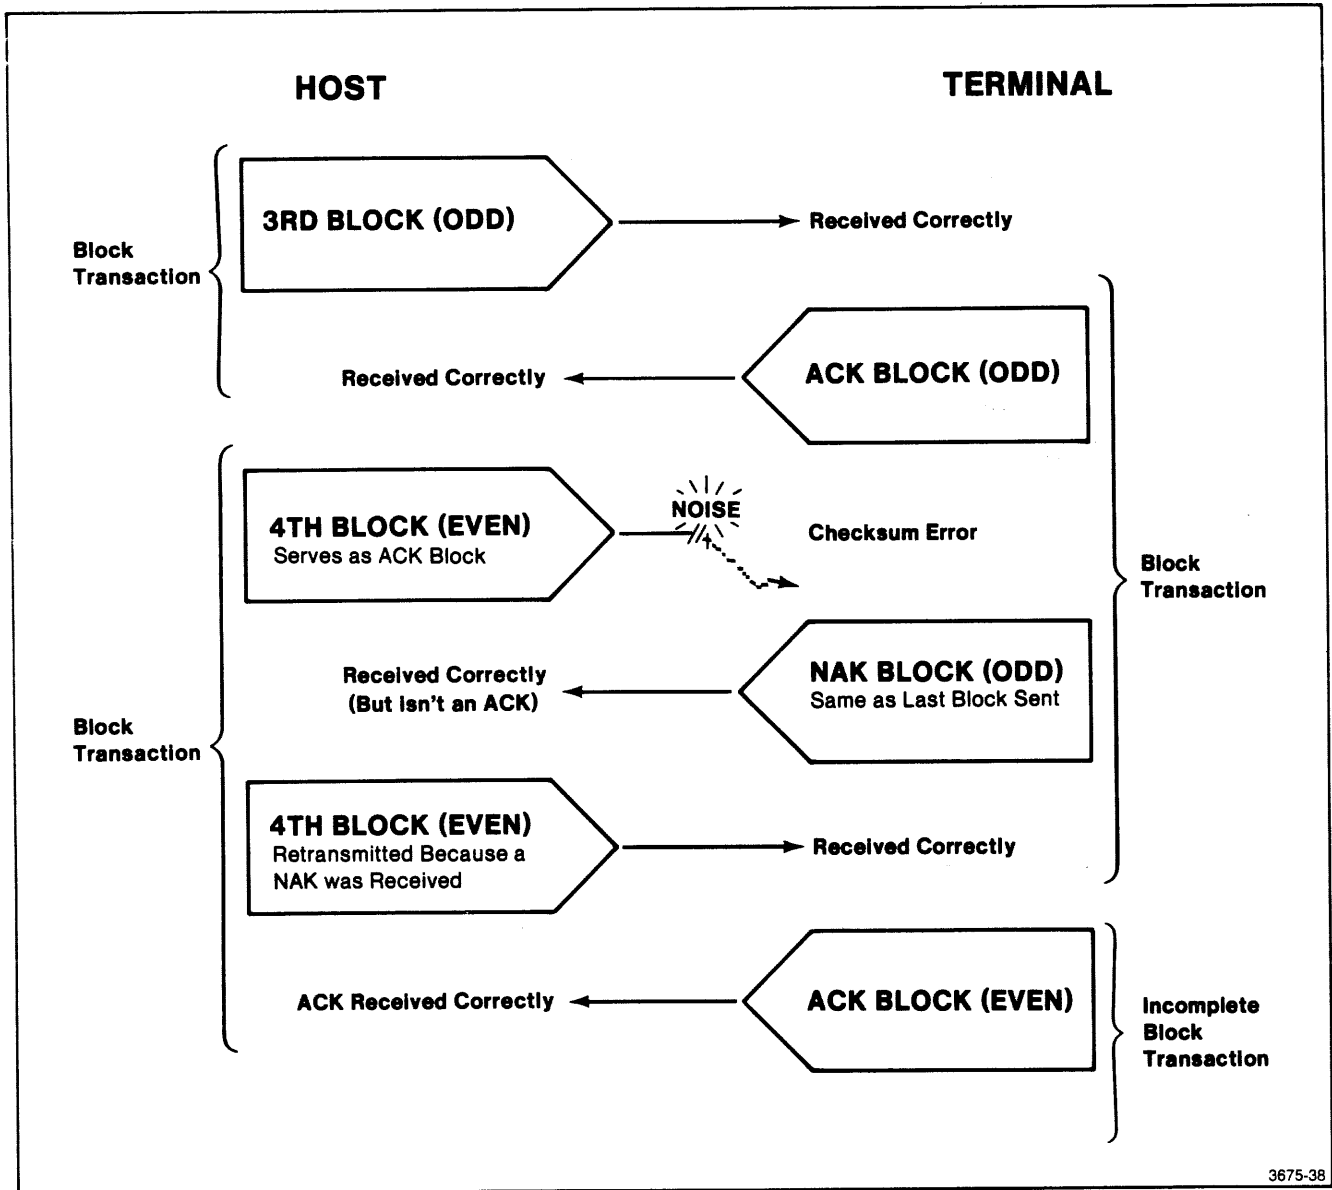 HOST
TERMINAL
3RD BLOCK (ODD)
Received Correctly
Block
Transaction
Received Correctly
ACK BLOCK (ODD)
4TH BLOCK (EVEN)
Serves as ACK Block
NOISE
Checksum Error
Block
Transaction
Received Correctly
(But isn't an ACK)
NAK BLOCK (ODD)
Same as Last Block Sent
Block
Transaction
4TH BLOCK (EVEN)
Retransmitted Because a
NAK was Received
Received Correctly
ACK Received Correctly
ACK BLOCK (EVEN)
Incomplete
Block
Transaction
3675-38